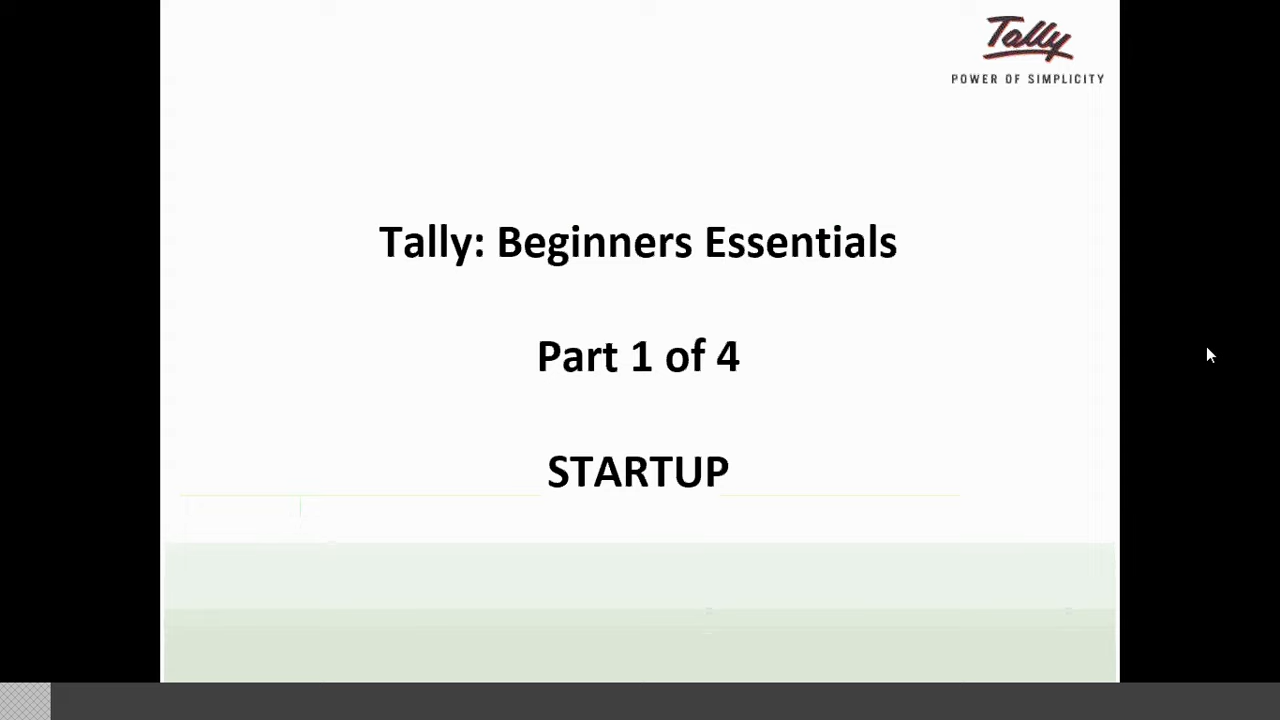 Tally
POWER OF SIMPLICITY
Tally: Beginners Essentials
Part 1 of 4
STARTUP